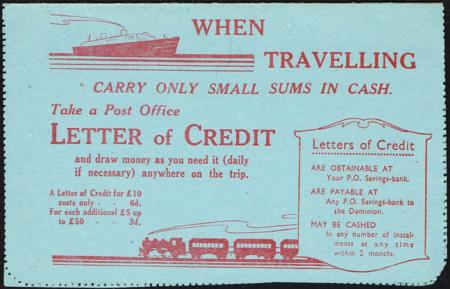 WHEN
TRAVELLING
CARRY ONLY SMALL SUMS IN CASH.
Take a Post Office
LETTER of CREDIT
and draw money as you need it (daily
if necessary) anywhere on the trip.
A Letter of Credit for £10
costs only - - 6d.
For each additional £5 up
to £50 - - 3d.
Letters of Credit
ARE OBTAINABLE AT
Your P.O. Savings-bank.
ARE PAYABLE AT
Any P.O. Savings-bank to
the Dominion.
MAY BE CASHED
In any number of instal-
ments at any time
within 2 months.